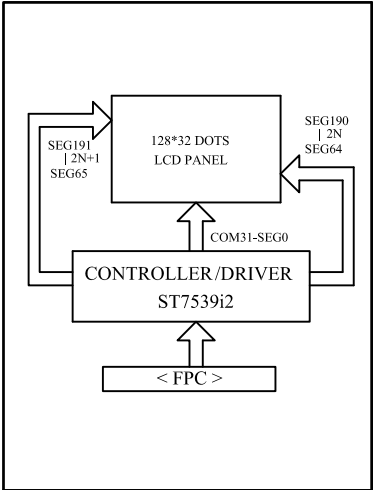 128*32 DOTS
LCD PANEL
SEG191
| 2N+1
SEG65
SEG190
| 2N
SEG64
COM31-SEG0
CONTROLLER/DRIVER
ST7539i2
< FPC >